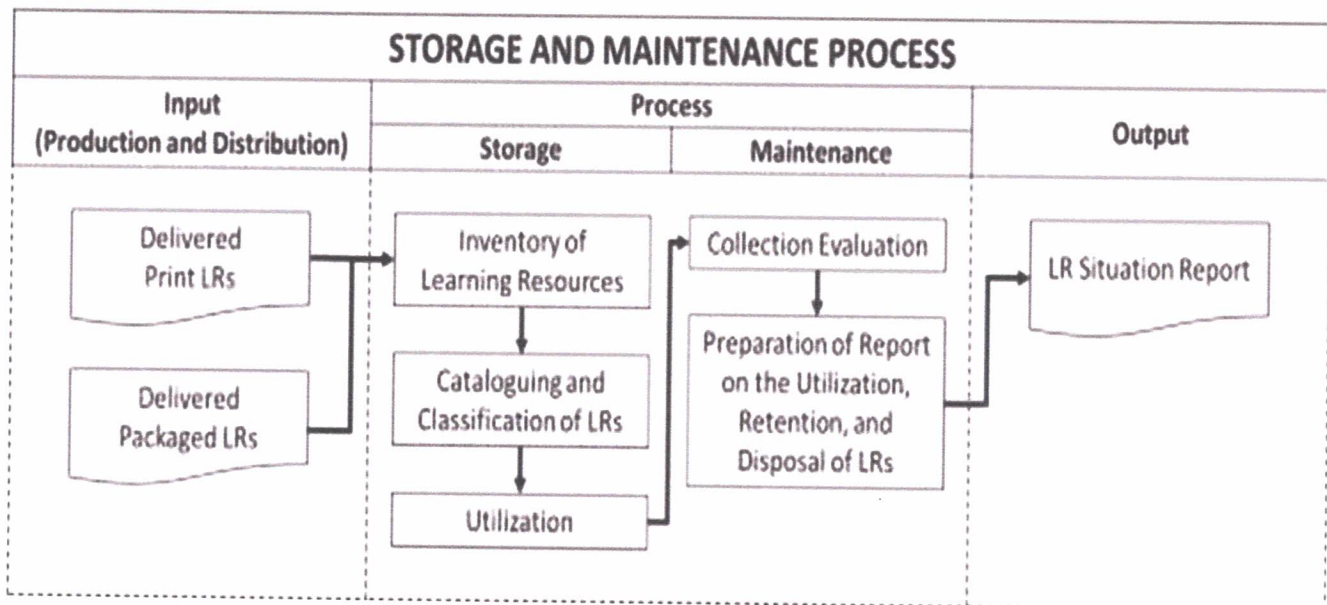 STORAGE AND MAINTENANCE PROCESS
Input
(Production and Distribution)
Process
Storage
Maintenance
Output
Delivered
Print LRs
Delivered
Packaged LRs
Inventory of
Learning Resources
Cataloguing and
Classification of LRs
Utilization
Collection Evaluation
Preparation of Report
on the Utilization,
Retention, and
Disposal of LRs
LR Situation Report